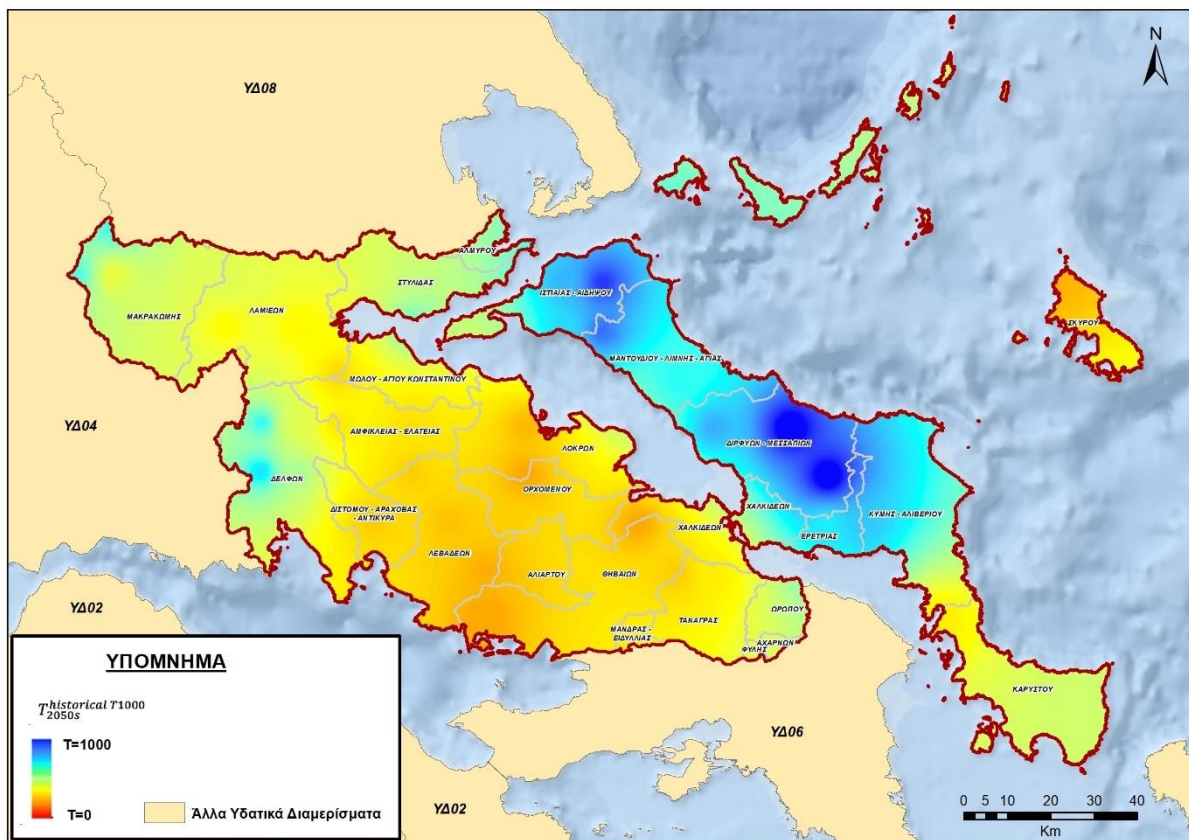 N
ΥΔ08
ΑΛΜΥΡΟΥ
ΣΤΥΛΙΔΑΣ
ΙΣΤΙΑΙΑΣ - ΑΙΔΗΨΟΥ
ΜΑΚΡΑΚΩΜΗΣ
ΛΑΜΙΕΩΝ
ΣΚΥΡΟΥ
ΜΑΝΤΟΥΔΙΟΥ - ΛΙΜΝΗΣ - ΑΓΙΑΣ
ΜΩΛΟΥ - ΑΓΙΟΥ ΚΩΝΣΤΑΝΤΙΝΟΥ
ΥΔ04
ΑΜΦΙΚΛΕΙΑΣ - ΕΛΑΤΕΙΑΣ
ΛΟΚΡΩΝ
ΔΙΡΦΥΩΝ - ΜΕΣΣΑΠΙΩΝ
ΔΕΛΦΩΝ
ΟΡΧΟΜΕΝΟΥ
ΔΙΣΤΟΜΟΥ - ΑΡΑΧΟΒΑΣ
- ΑΝΤΙΚΥΡΑ
ΧΑΛΚΙΔΕΩΝ
ΚΥΜΗΣ - ΑΛΙΒΕΡΙΟΥ
ΧΑΛΚΙΔΕΩΝ
ΕΡΕΤΡΙΑΣ
ΛΕΒΑΔΕΩΝ
ΑΛΙΑΡΤΟΥ
ΘΗΒΑΙΩΝ
ΥΔ02
ΩΡΩΠΟΥ
ΤΑΝΑΓΡΑΣ
ΜΑΝΔΡΑΣ -
ΕΙΔΥΛΛΙΑΣ
ΑΧΑΡΝΩΝ
ΦΥΛΗΣ
ΚΑΡΥΣΤΟΥ
ΥΔ06
ΥΔ02
ΥΠΟΜΝΗΜΑ
T historical T1000 2050s
T=1000
T=0
Άλλα Υδατικά Διαμερίσματα
0 5 10 20 30 40
Km